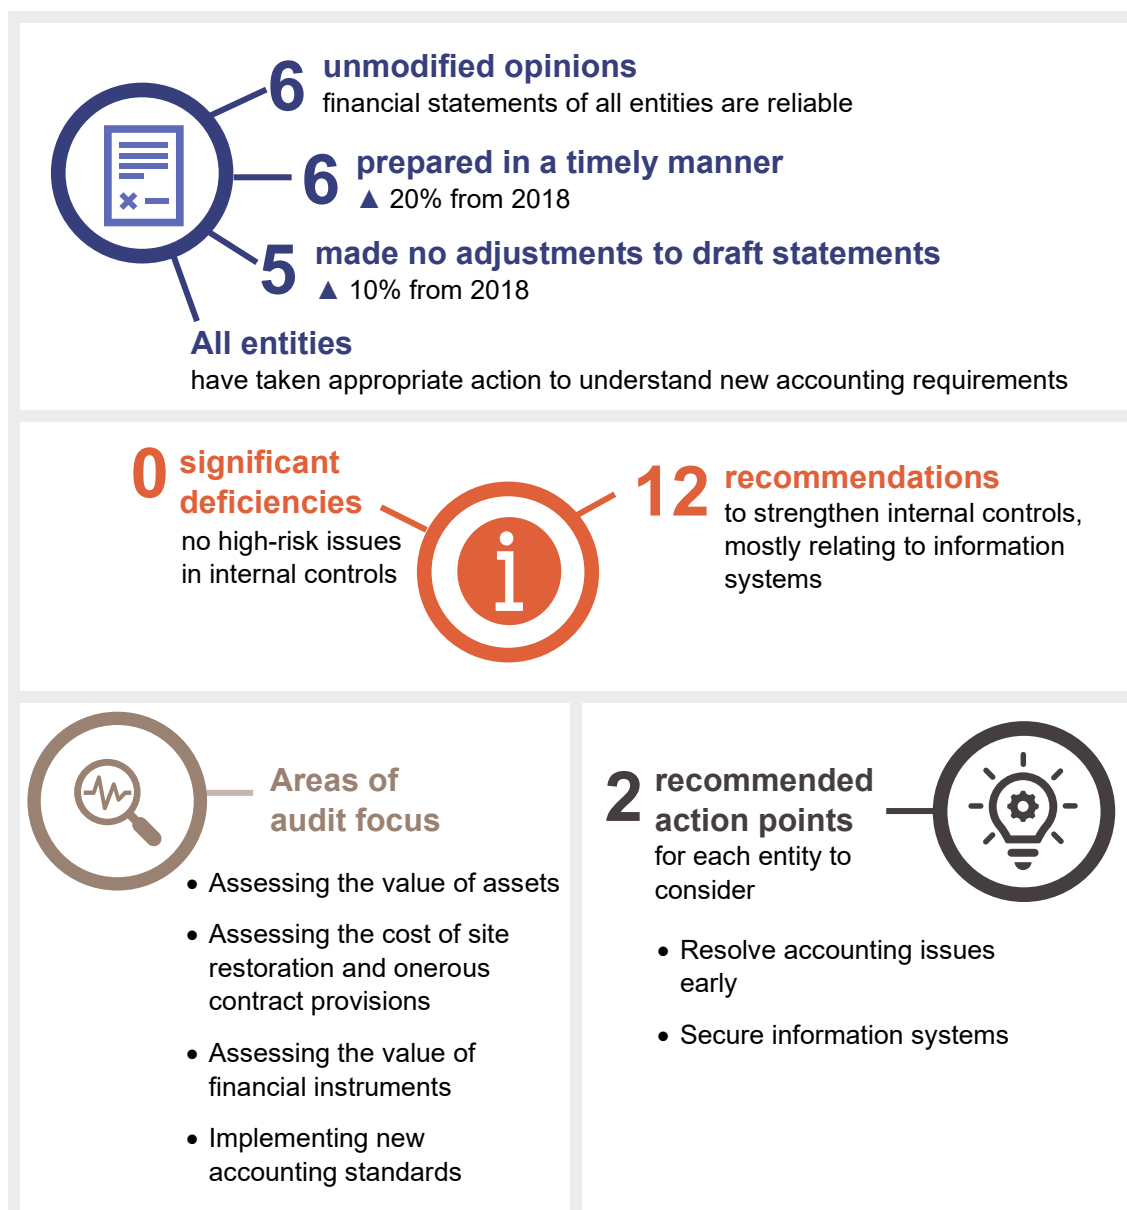 6 unmodified opinions
financial statements of all entities are reliable
6 prepared in a timely manner
▲ 20% from 2018
5 made no adjustments to draft statements
▲ 10% from 2018
All entities
have taken appropriate action to understand new accounting requirements
0 significant
deficiencies
no high-risk issues
in internal controls
12 recommendations
to strengthen internal controls,
mostly relating to information
systems
Areas of
audit focus
• Assessing the value of assets
• Assessing the cost of site
restoration and onerous
contract provisions
• Assessing the value of
financial instruments
• Implementing new
accounting standards
2 recommended
action points
for each entity to
consider
• Resolve accounting issues
early
• Secure information systems